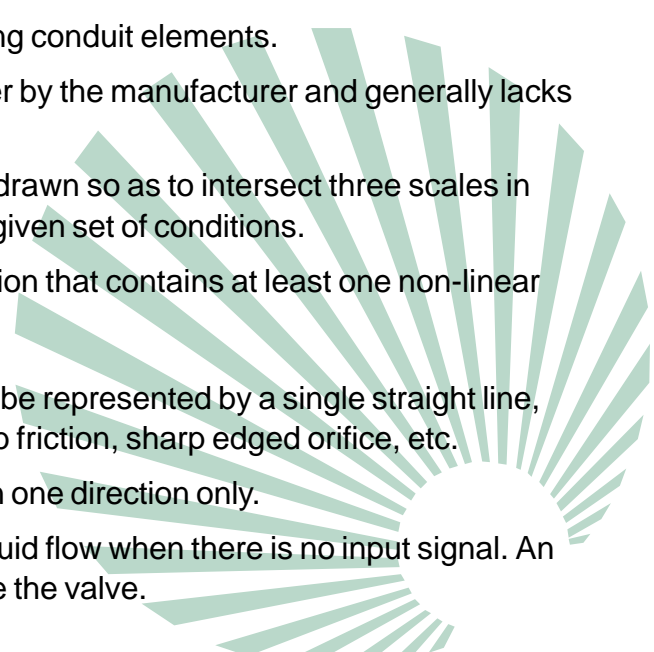 ng conduit elements.
er by the manufacturer and generally lacks
drawn so as to intersect three scales in
given set of conditions.
ion that contains at least one non-linear
be represented by a single straight line,
o friction, sharp edged orifice, etc.
n one direction only.
uid flow when there is no input signal. An
e the valve.